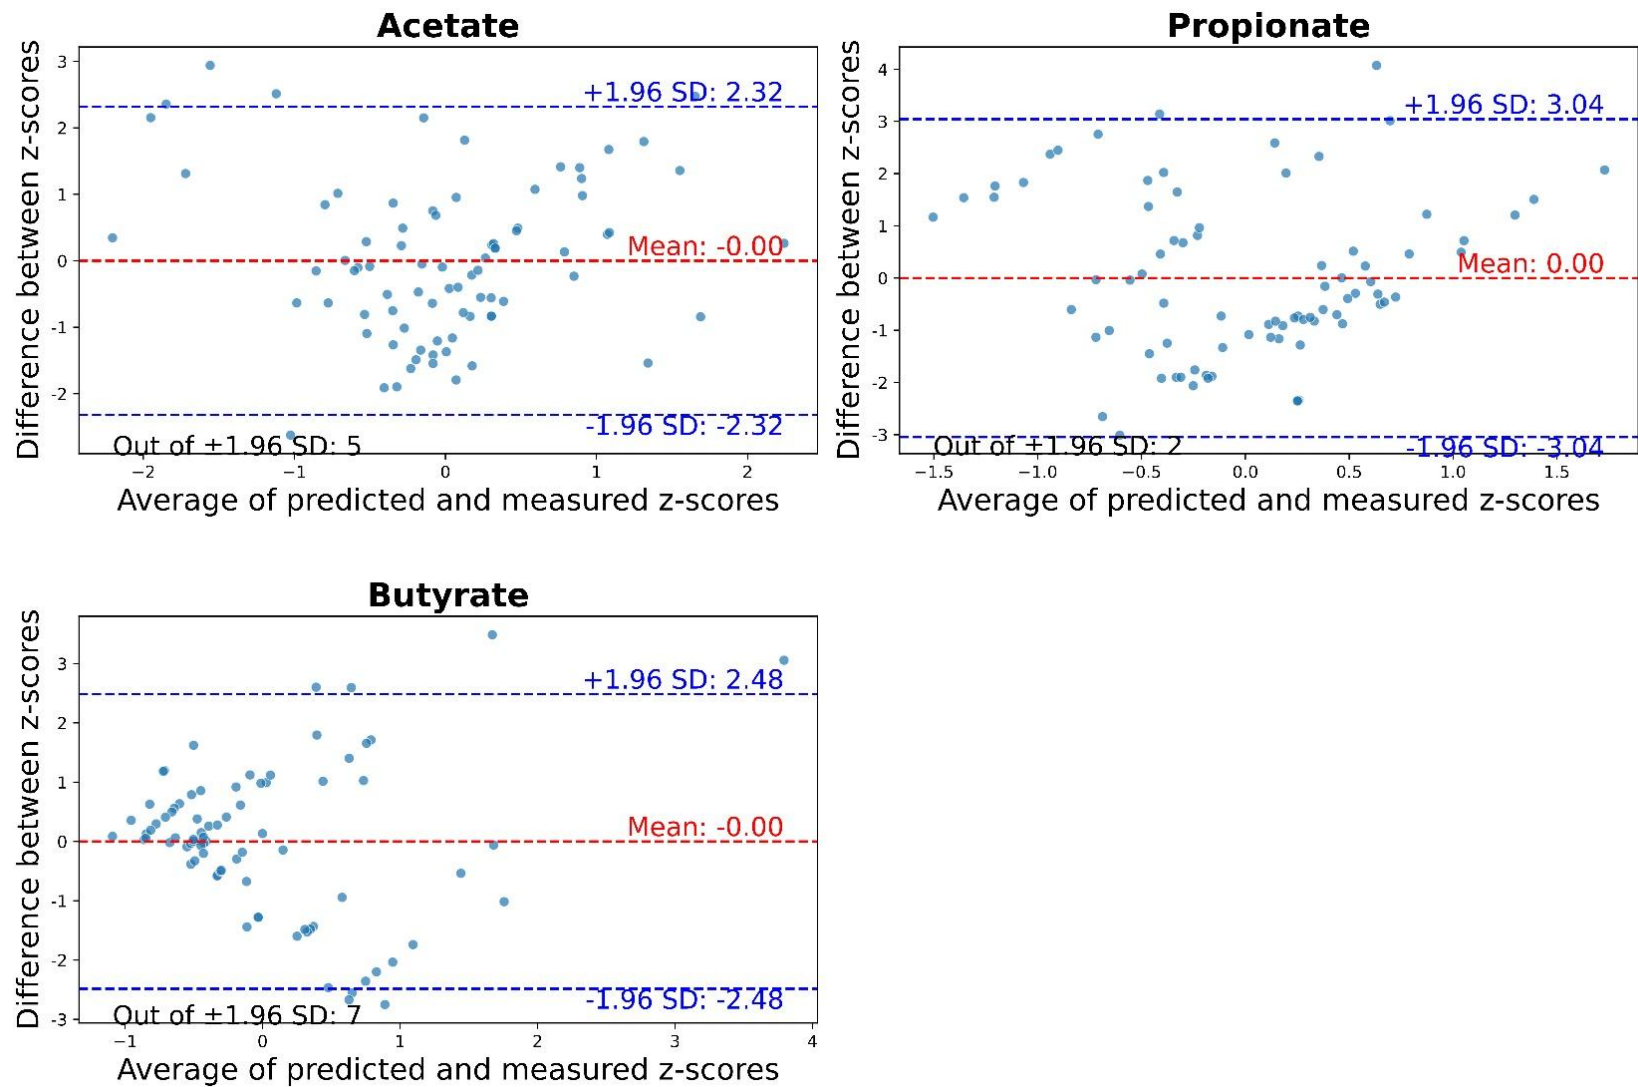 Acetate
Difference between z-scores
3
2
1
0
-1
-2
+1.96 SD: 2.32
Mean: -0.00
-1.96 SD: -2.32
Out of ±1.96 SD: 5
−2
−1
0
1
2
Average of predicted and measured z-scores
Propionate
Difference between z-scores
4
3
2
1
0
-1
-2
-3
+1.96 SD: 3.04
Mean: 0.00
-1.96 SD: -3.04
Out of ±1.96 SD: 2
−1.5
−1.0
−0.5
0.0
0.5
1.0
1.5
Average of predicted and measured z-scores
Butyrate
Difference between z-scores
3
2
1
0
-1
-2
-3
+1.96 SD: 2.48
Mean: -0.00
-1.96 SD: -2.48
Out of ±1.96 SD: 7
−1
0
1
2
3
4
Average of predicted and measured z-scores